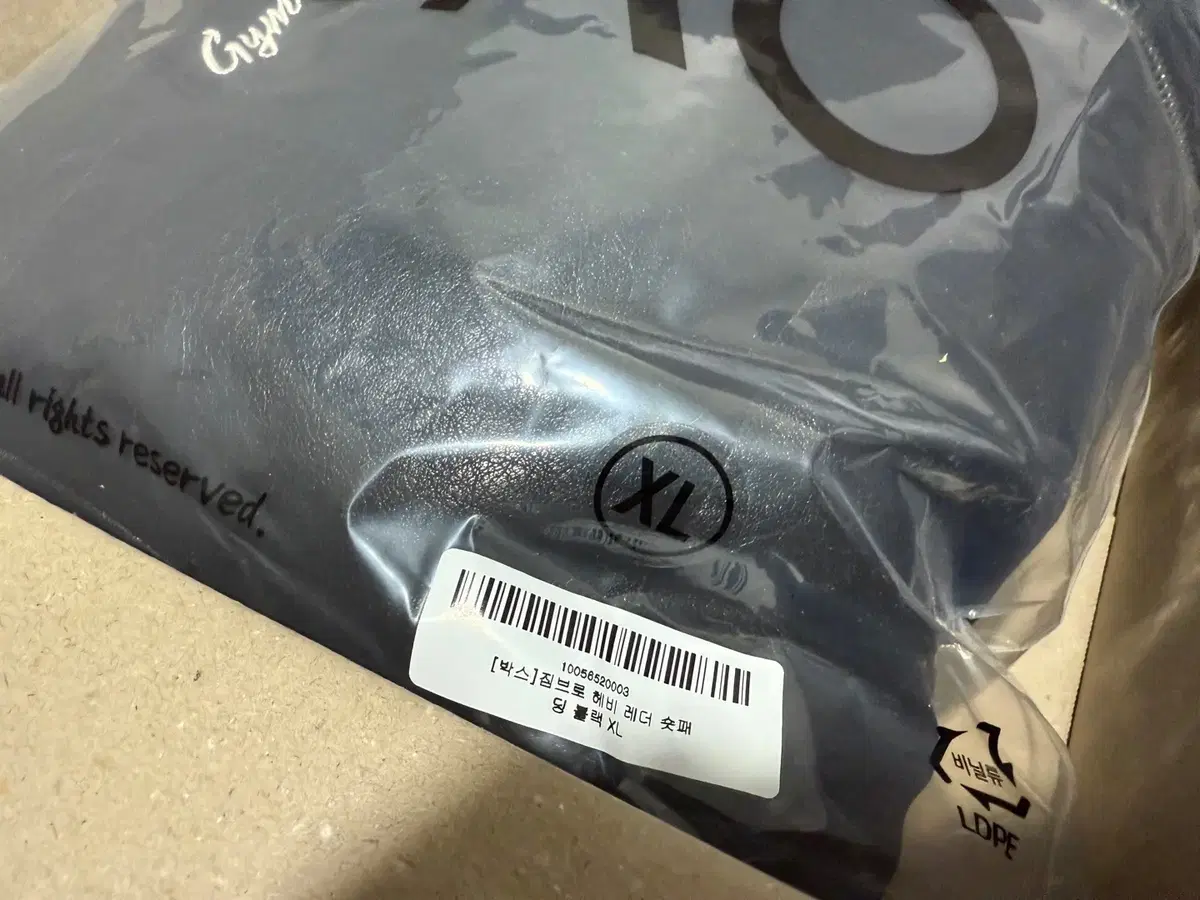 Gym
all rights reserved.
XL
10056520003
[박스]짐브로 헤비 레더 숏패
딩 블랙 XL
비닐류
LDPE